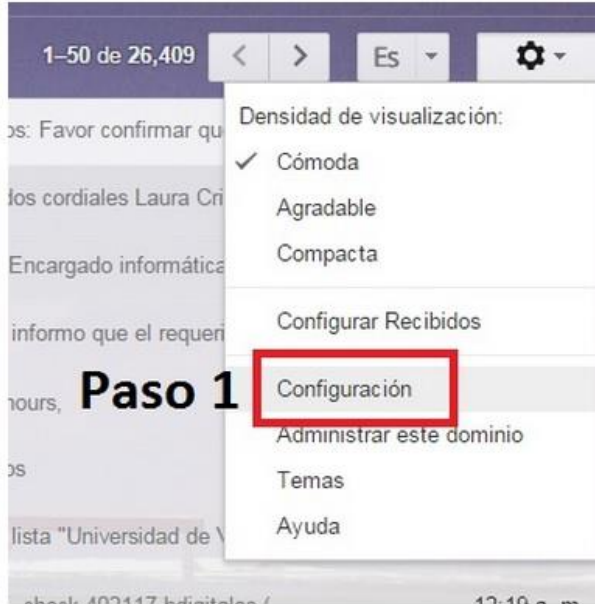 1–50 de 26,409 < > Es
Densidad de visualización:
os: Favor confirmar qu
✓ Cómoda
dos cordiales Laura Cri
Agradable
Encargado informática
Compacta
informo que el requeri
Configurar Recibidos
hours,
Paso 1
Configuración
Administrar este dominio
os
Temas
lista "Universidad de V
Ayuda
12:19 a. m.